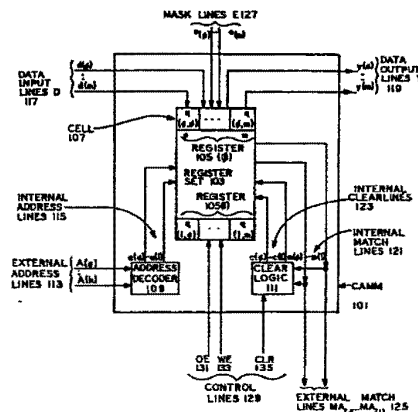 MASK LINES E127
e(φ) e(m)
DATA
INPUT
LINES D
117
d(φ)
d(m)
y(o)
y(m)
DATA
OUTPUT
LINES Y
119
CELL
107
q
(φ,φ)
...
q
(φ,m)
REGISTER
105 (φ)
REGISTER
SET 103
REGISTER
105(l)
q
(l,φ)
...
q
(l,m)
INTERNAL
ADDRESS
LINES 115
INTERNAL
CLEARLINES
123
INTERNAL
MATCH
LINES 121
EXTERNAL
ADDRESS
LINES 113
A(φ)
A(k)
ADDRESS
DECODER
109
CLEAR
LOGIC
111
CAMM
101
OE
131
WE
133
CLR
135
CONTROL
LINES 129
EXTERNAL MATCH
LINES
125